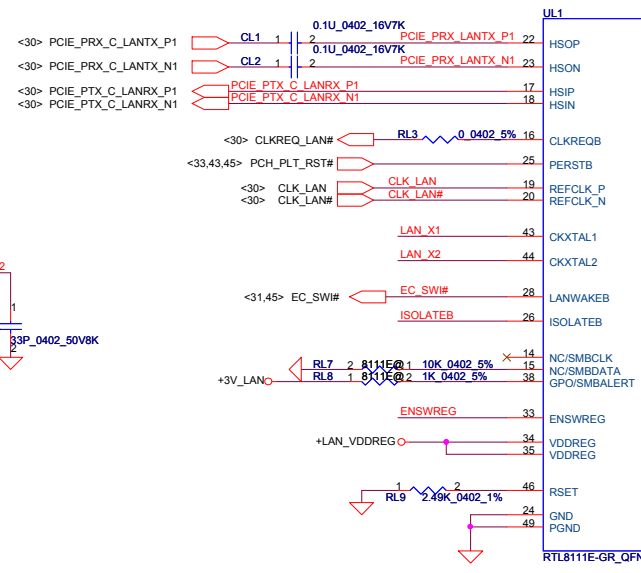 UL1
0.1U_0402_16V7K
<30> PCIE_PRX_C_LANTX_P1 CL1 1 2 PCIE_PRX_LANTX_P1 22 HSOP
0.1U_0402_16V7K
<30> PCIE_PRX_C_LANTX_N1 CL2 1 2 PCIE_PRX_LANTX_N1 23 HSON
<30> PCIE_PTX_C_LANRX_P1 PCIE_PTX_C_LANRX_P1 17 HSIP
<30> PCIE_PTX_C_LANRX_N1 PCIE_PTX_C_LANRX_N1 18 HSIN
<30> CLKREQ_LAN# RL3 0_0402_5% 16 CLKREQB
<33,43,45> PCH_PLT_RST# 25 PERSTB
<30> CLK_LAN CLK_LAN 19 REFCLK_P
<30> CLK_LAN# CLK_LAN# 20 REFCLK_N
LAN_X1 43 CKXTAL1
LAN_X2 44 CKXTAL2
2
1
33P_0402_50V8K
2
<31,45> EC_SWI# EC_SWI# 28 LANWAKEB
ISOLATEB 26 ISOLATEB
14 NC/SMBCLK
RL7 2 8111E@ 1 10K_0402_5% 15 NC/SMBDATA
+3V_LAN RL8 1 8111E@ 2 1K_0402_5% 38 GPO/SMBALERT
ENSWREG 33 ENSWREG
+LAN_VDDREG 34 VDDREG
35 VDDREG
1 2 46 RSET
RL9 2.49K_0402_1%
24 GND
49 PGND
RTL8111E-GR_QFN